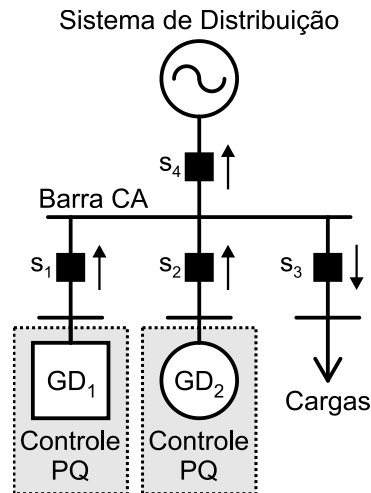 Sistema de Distribuição
s₄
Barra CA
s₁
s₂
s₃
GD₁
GD₂
Cargas
Controle
PQ
Controle
PQ